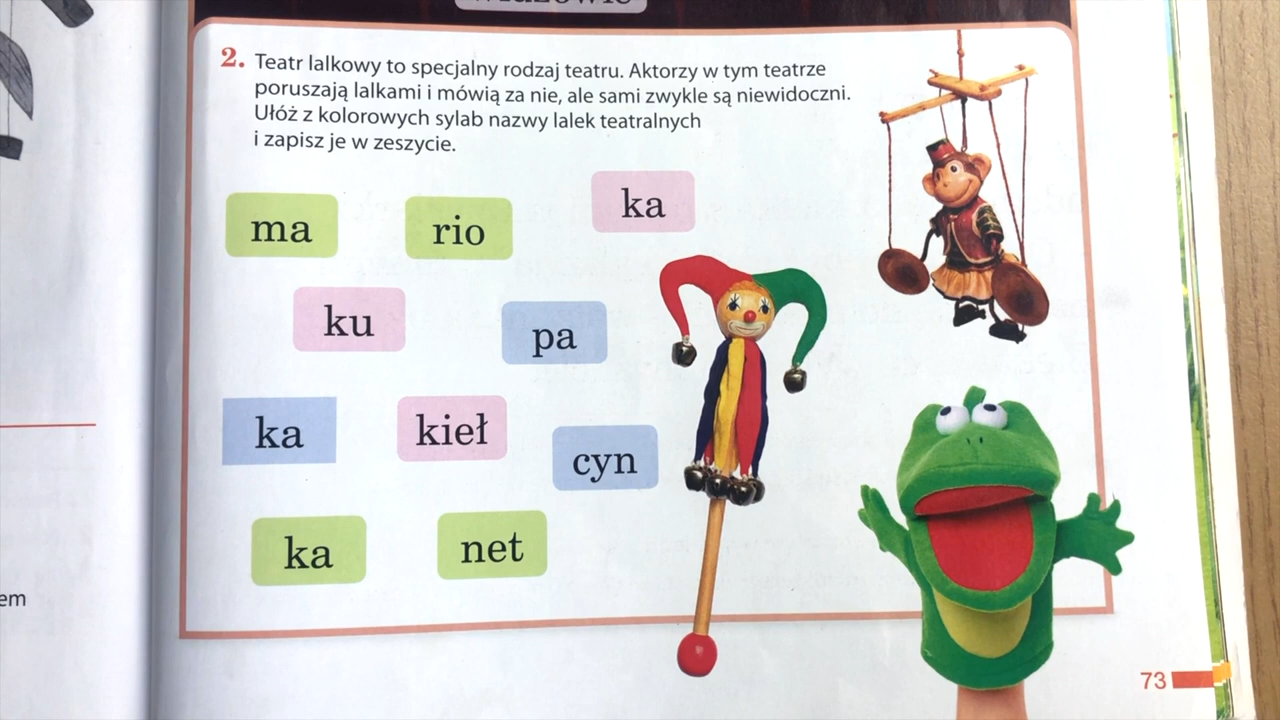 2. Teatr lalkowy to specjalny rodzaj teatru. Aktorzy w tym teatrze
poruszają lalkami i mówią za nie, ale sami zwykle są niewidoczni.
Ułóż z kolorowych sylab nazwy lalek teatralnych
i zapisz je w zeszycie.
ma rio ka
ku pa
ka kieł cyn
ka net
em
73